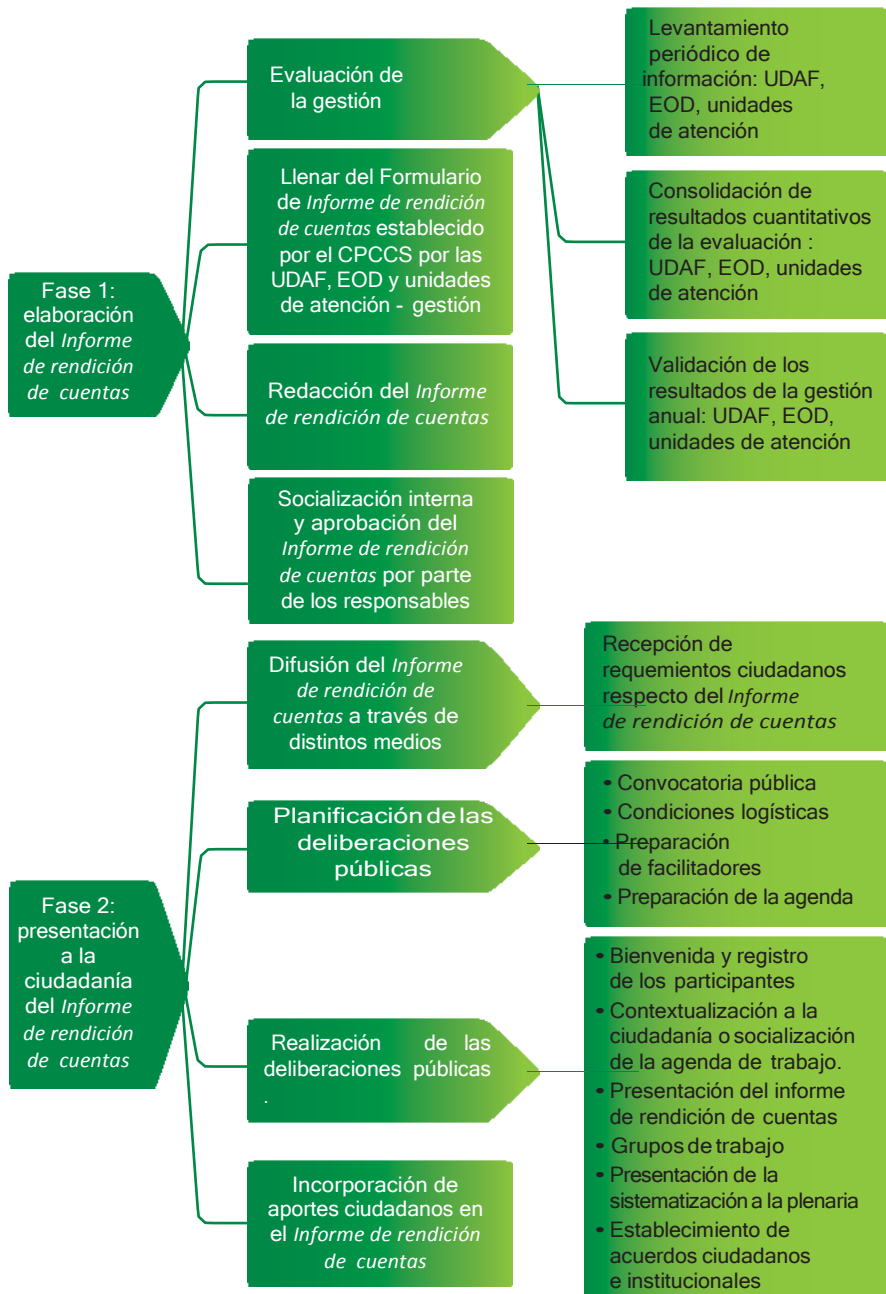 Fase 1:
elaboración
del Informe
de rendición
de cuentas
Evaluación de
la gestión
Levantamiento
periódico de
información: UDAF,
EOD, unidades
de atención
Consolidación de
resultados cuantitativos
de la evaluación :
UDAF, EOD, unidades
de atención
Validación de los
resultados de la gestión
anual: UDAF, EOD,
unidades de atención
Llenar del Formulario
de Informe de rendición
de cuentas establecido
por el CPCCS por las
UDAF, EOD y unidades
de atención - gestión
Redacción del Informe
de rendición de cuentas
Socialización interna
y aprobación del
Informe de rendición
de cuentas por parte
de los responsables
Fase 2:
presentación
a la
ciudadanía
del Informe
de rendición
de cuentas
Difusión del Informe
de rendición de
cuentas a través de
distintos medios
Recepción de
requemientos ciudadanos
respecto del Informe
de rendición de cuentas
Planificación de las
deliberaciones
públicas
• Convocatoria pública
• Condiciones logísticas
• Preparación
de facilitadores
• Preparación de la agenda
Realización de las
deliberaciones públicas
.
• Bienvenida y registro
de los participantes
• Contextualización a la
ciudadanía o socialización
de la agenda de trabajo.
• Presentación del informe
de rendición de cuentas
• Grupos de trabajo
• Presentación de la
sistematización a la plenaria
• Establecimiento de
acuerdos ciudadanos
e institucionales
Incorporación de
aportes ciudadanos en
el Informe de rendición
de cuentas